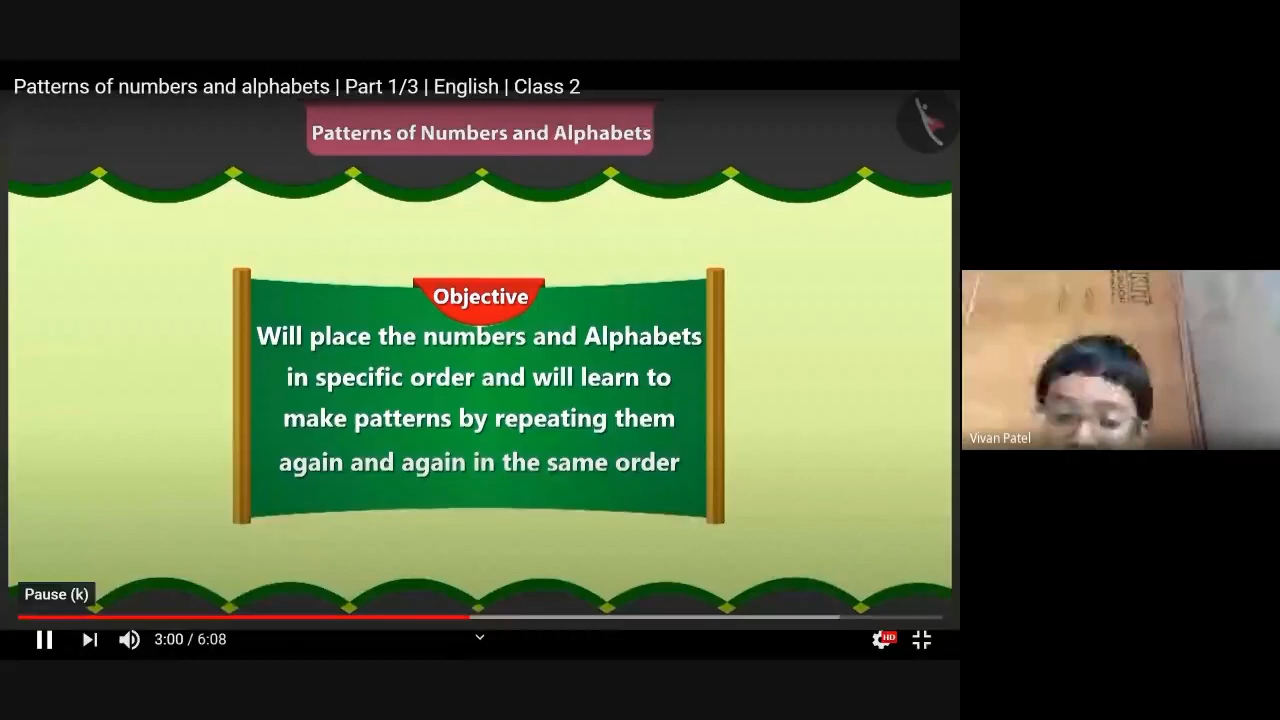 Patterns of numbers and alphabets | Part 1/3 | English | Class 2
Patterns of Numbers and Alphabets
Objective
Will place the numbers and Alphabets
in specific order and will learn to
make patterns by repeating them
again and again in the same order
Vivan Patel
Pause (k)
3:00 / 6:08
HD